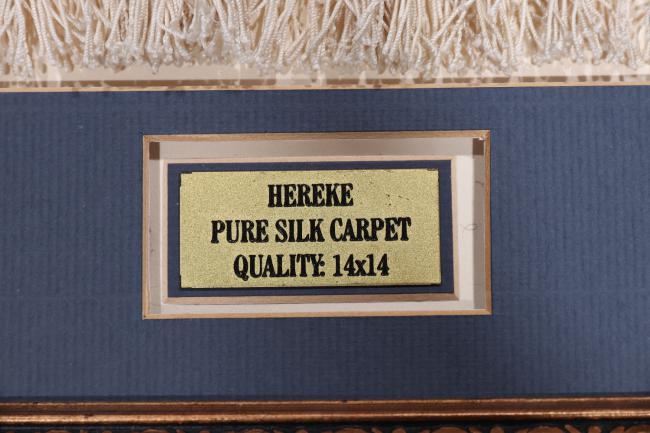 HEREKE
PURE SILK CARPET
QUALITY: 14x14